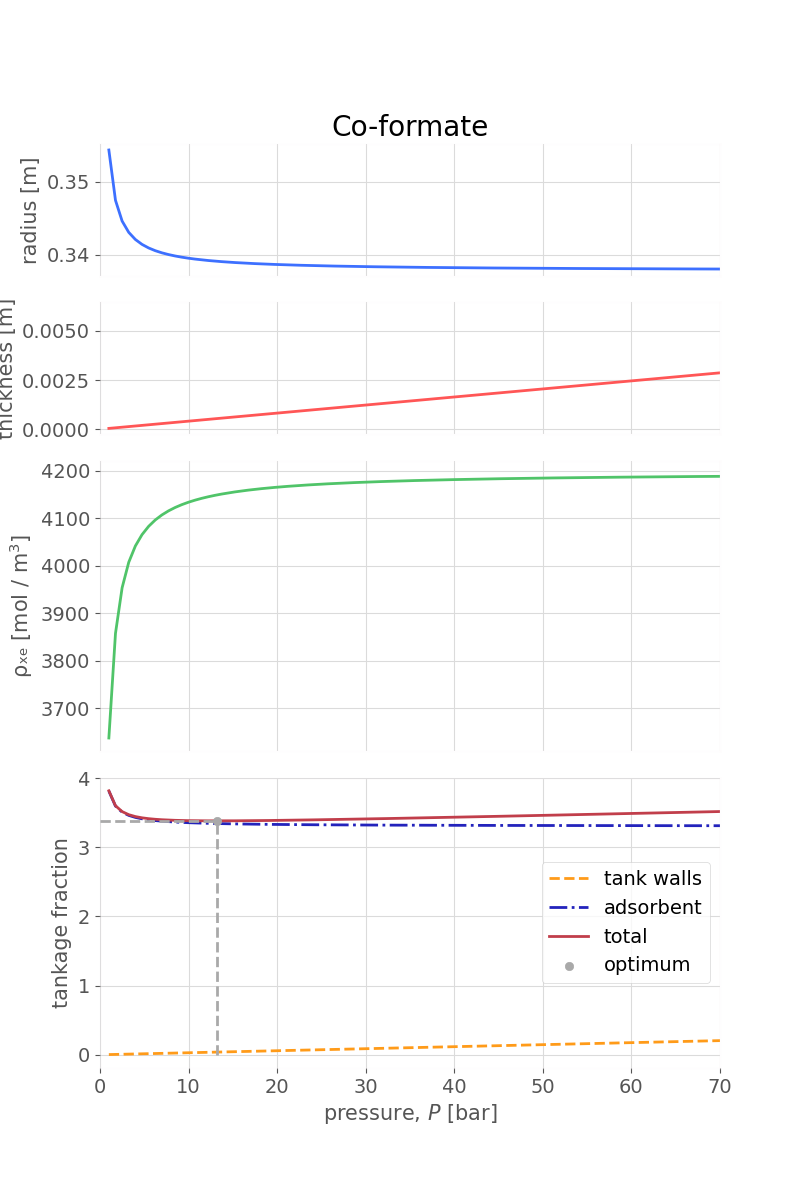 Co-formate
radius [m]
0.35
0.34
thickness [m]
0.0050
0.0025
0.0000
ρₓₑ [mol / m³]
4200
4100
4000
3900
3800
3700
tankage fraction
4
3
2
1
0
tank walls
adsorbent
total
optimum
0 10 20 30 40 50 60 70
pressure, P [bar]